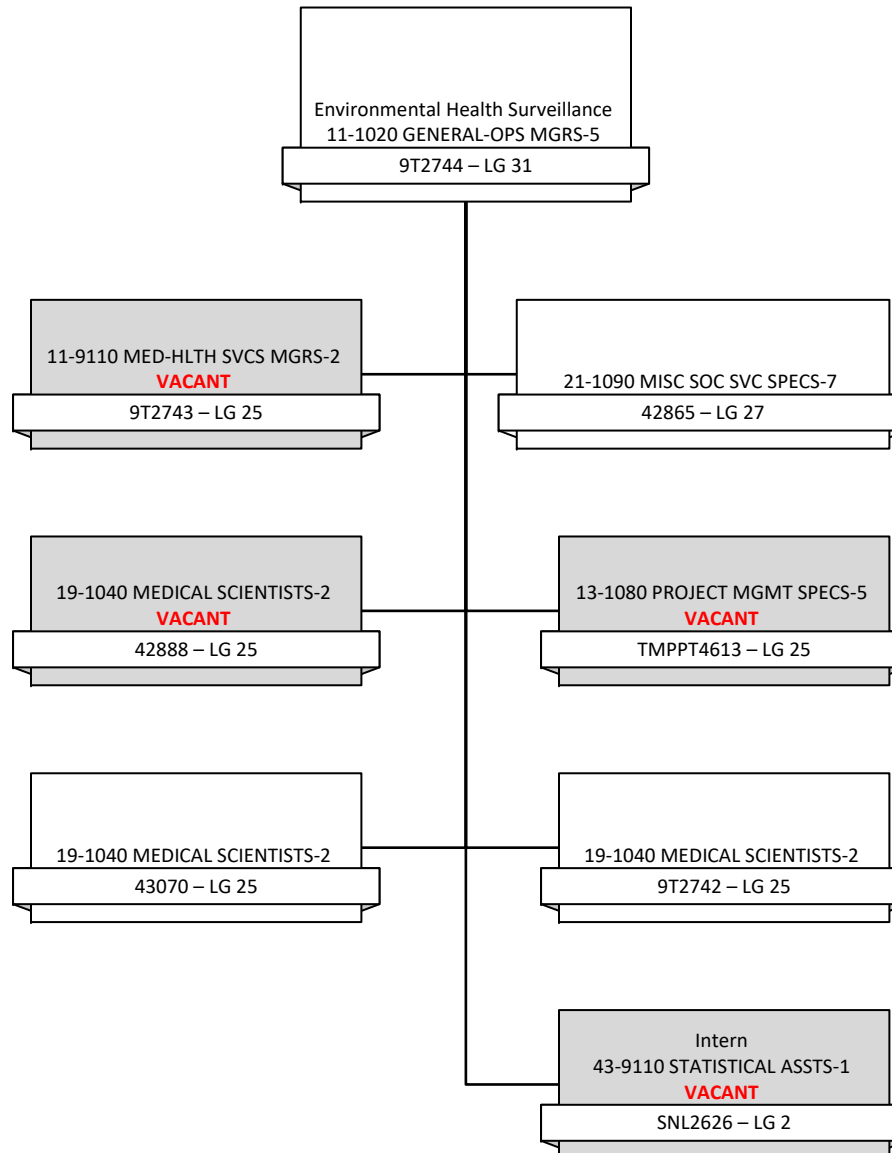 Environmental Health Surveillance
11-1020 GENERAL-OPS MGRS-5
9T2744 – LG 31
11-9110 MED-HLTH SVCS MGRS-2
VACANT
9T2743 – LG 25
21-1090 MISC SOC SVC SPECS-7
42865 – LG 27
19-1040 MEDICAL SCIENTISTS-2
VACANT
42888 – LG 25
13-1080 PROJECT MGMT SPECS-5
VACANT
TMPPT4613 – LG 25
19-1040 MEDICAL SCIENTISTS-2
43070 – LG 25
19-1040 MEDICAL SCIENTISTS-2
9T2742 – LG 25
Intern
43-9110 STATISTICAL ASSTS-1
VACANT
SNL2626 – LG 2